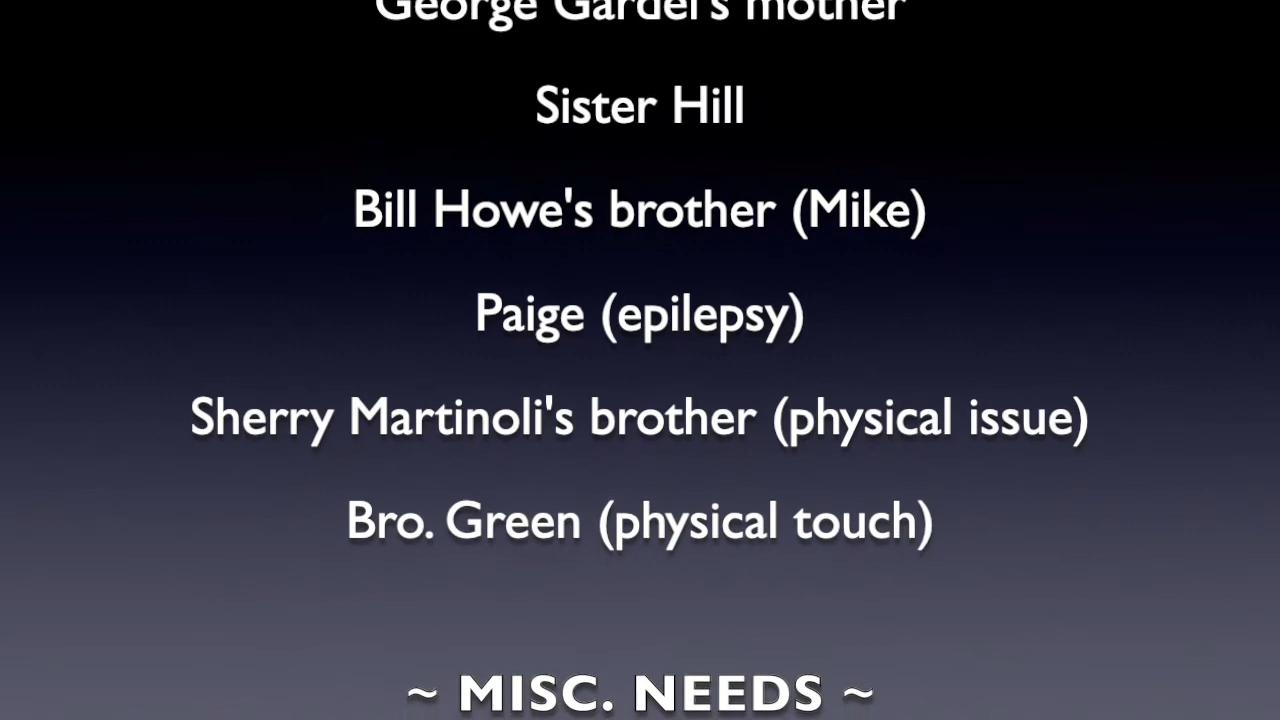 George Gardel's mother
Sister Hill
Bill Howe's brother (Mike)
Paige (epilepsy)
Sherry Martinoli's brother (physical issue)
Bro. Green (physical touch)
~ MISC. NEEDS ~